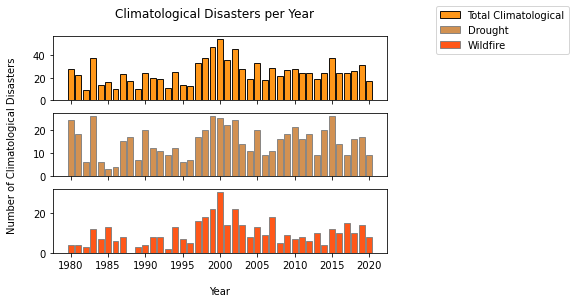 Climatological Disasters per Year
Total Climatological
Drought
Wildfire
Number of Climatological Disasters
40
20
0
20
10
0
20
0
1980 1985 1990 1995 2000 2005 2010 2015 2020
Year